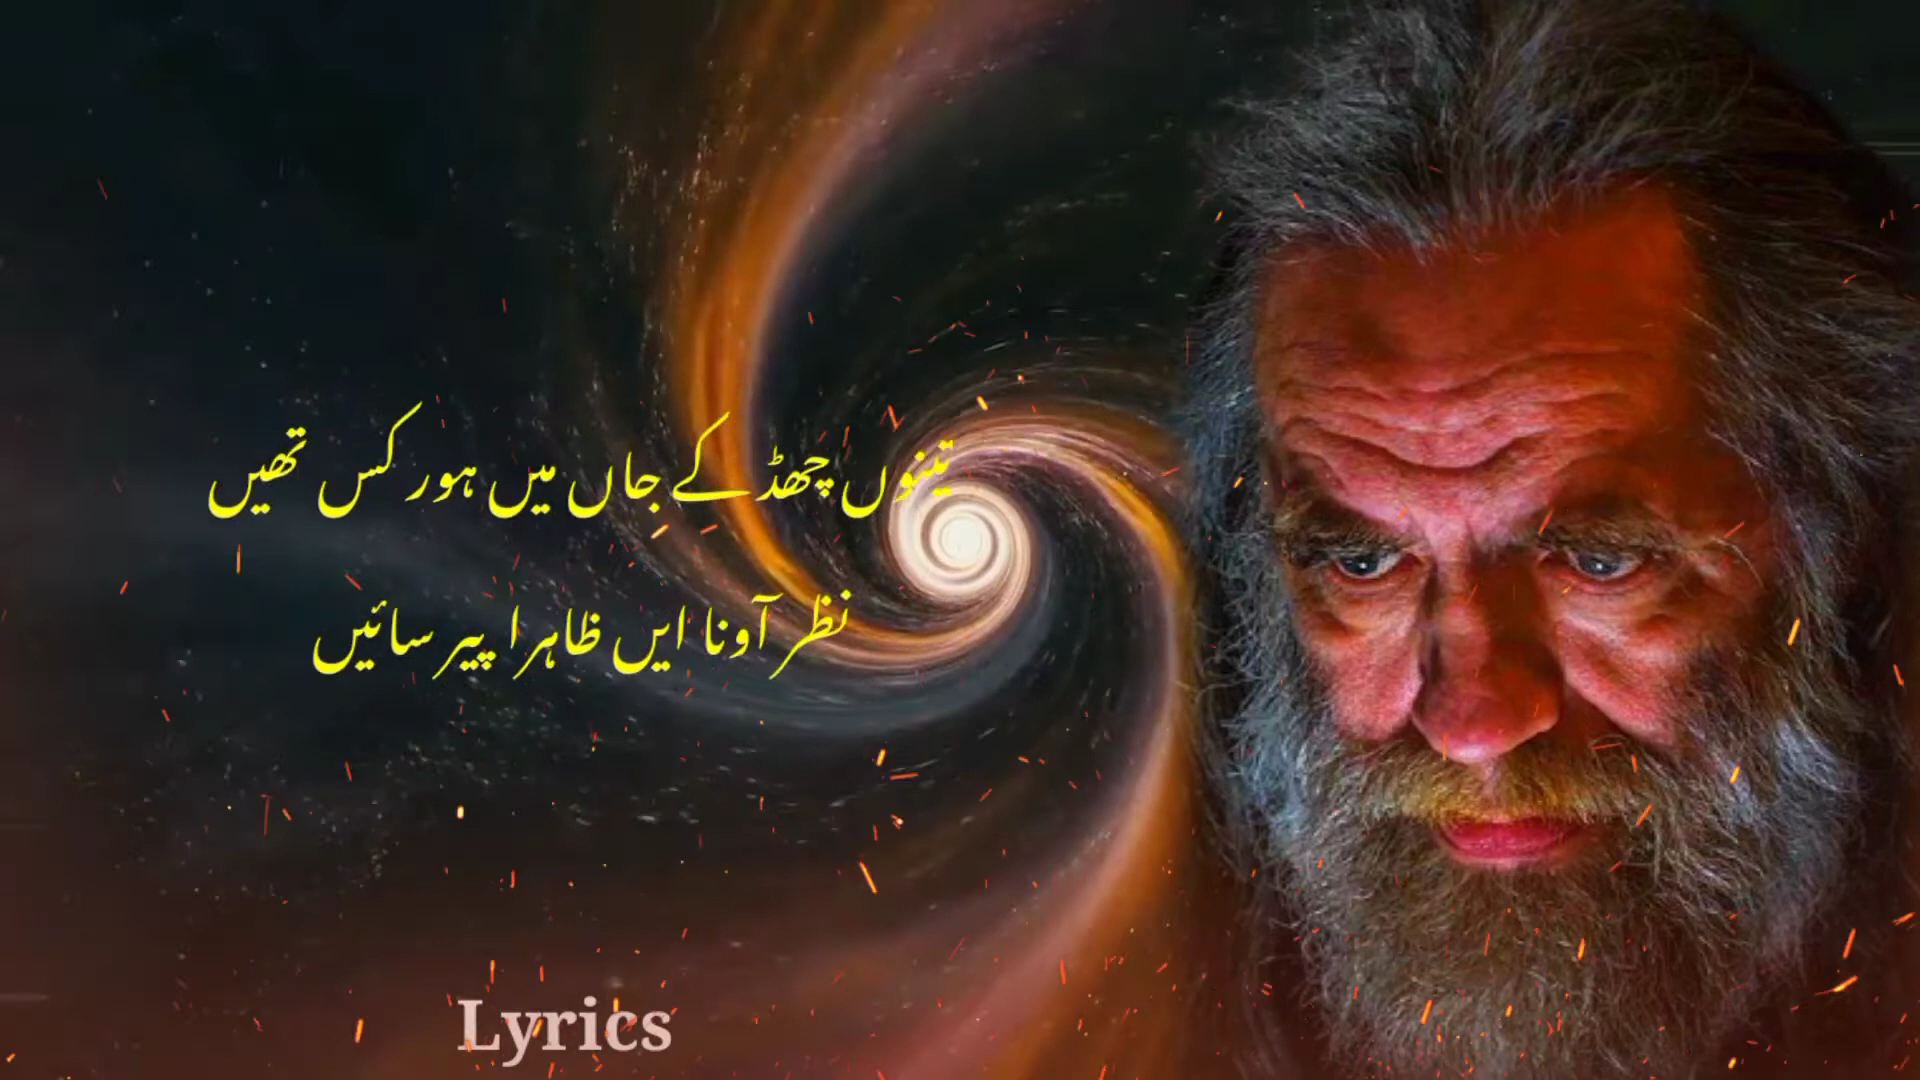 تینوں چھڈ کے جاں میں ہور کس تھیں
نظر آونا ایں ظاہرا پیر سائیں
Lyrics